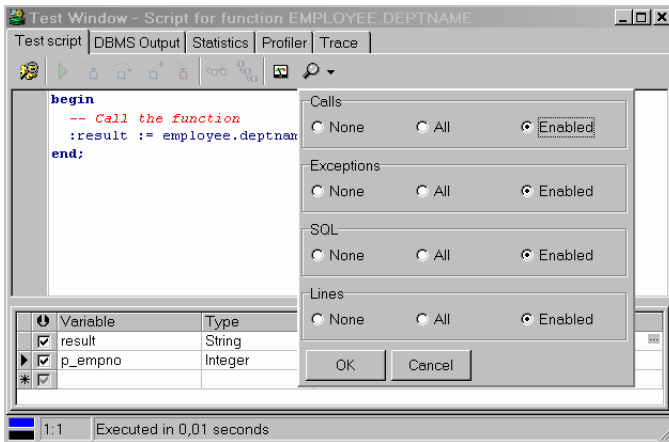 Test Window - Script for function EMPLOYEE.DEPTNAME
Test script DBMS Output Statistics Profiler Trace
begin
-- Call the function
:result := employee.deptnam
end;
Calls
None All Enabled
Exceptions
None All Enabled
SQL
None All Enabled
Lines
None All Enabled
OK Cancel
Variable Type
result String
p_empno Integer
1:1 Executed in 0,01 seconds